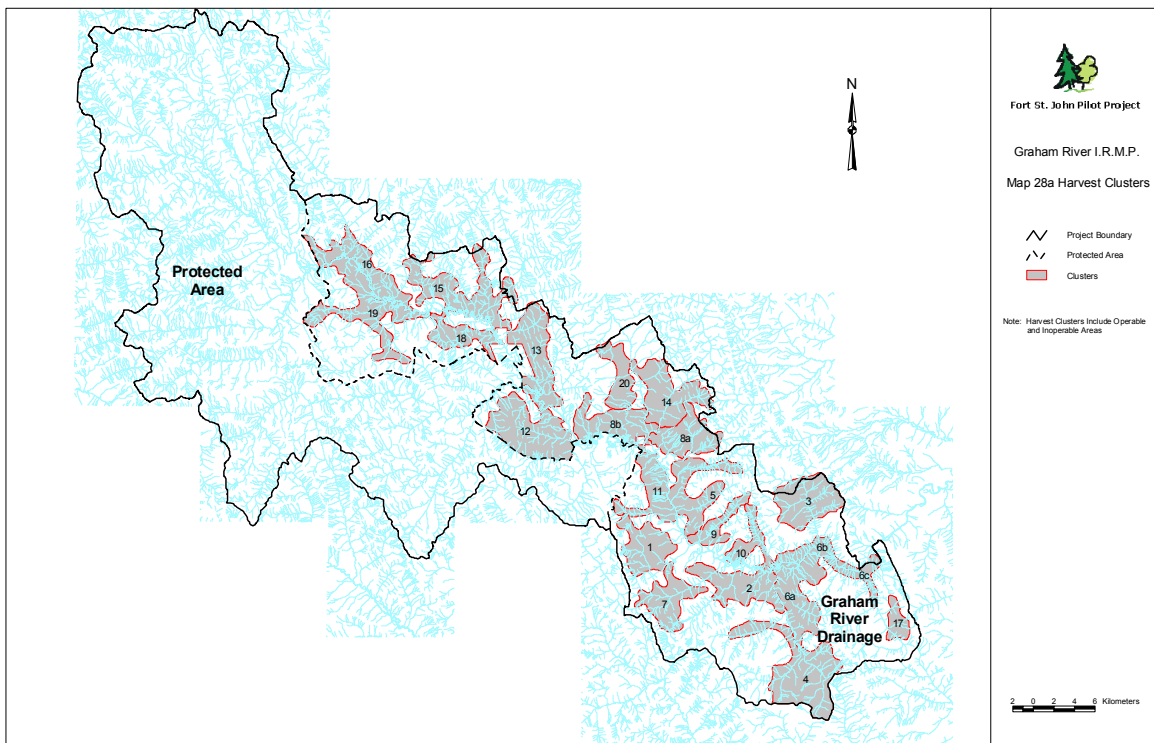 N
Protected
Area
16
15
19
18
13
20
14
12
8b
8a
11
5
3
9
10
6b
1
6c
2
6a
7
Graham
River
Drainage
17
4
Fort St. John Pilot Project
Graham River I.R.M.P.
Map 28a Harvest Clusters
Project Boundary
Protected Area
Clusters
Note: Harvest Clusters Include Operable
and Inoperable Areas
2 0 2 4 6 Kilometers